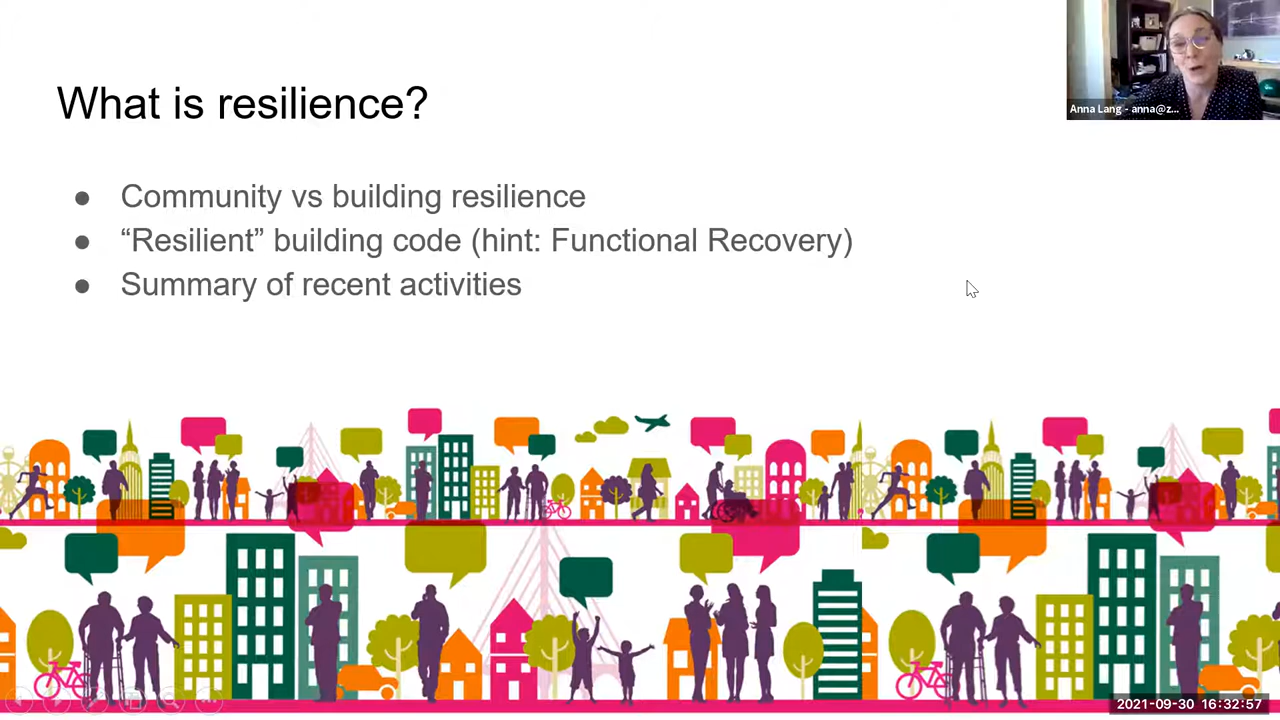 What is resilience?
Anna Lang - anna@z...
● Community vs building resilience
● “Resilient” building code (hint: Functional Recovery)
● Summary of recent activities
2021-09-30 16:32:57